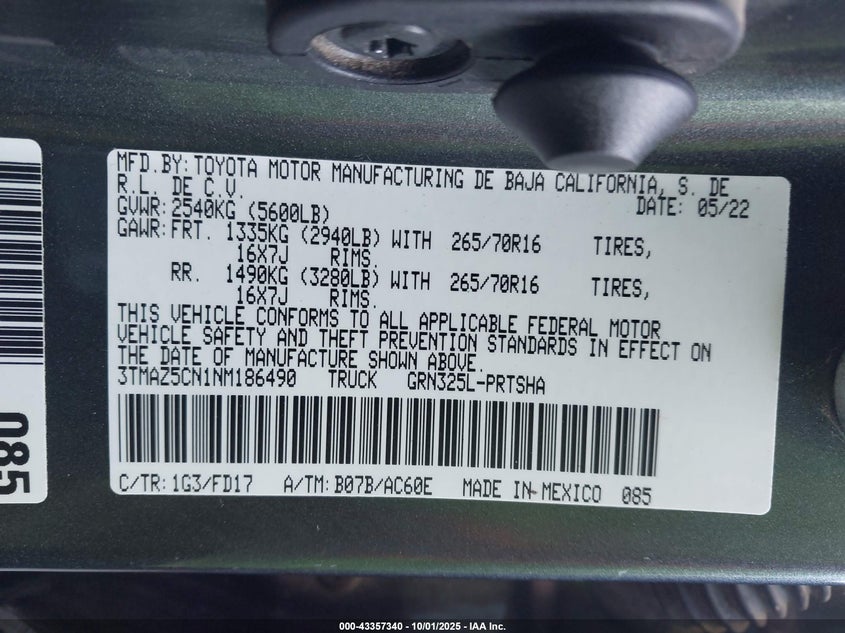 MFD.BY:TOYOTA MOTOR MANUFACTURING DE BAJA CALIFORNIA, S. DE
R.L. DE C.V. DATE: 05/22
GVWR:2540KG (5600LB)
GAWR:FRT. 1335KG (2940LB) WITH 265/70R16 TIRES,
16X7J RIMS.
RR. 1490KG (3280LB) WITH 265/70R16 TIRES,
16X7J RIMS.
THIS VEHICLE CONFORMS TO ALL APPLICABLE FEDERAL MOTOR
VEHICLE SAFETY AND THEFT PREVENTION STANDARDS IN EFFECT ON
THE DATE OF MANUFACTURE SHOWN ABOVE.
3TMAZ5CN1NM186490 TRUCK GRN325L-PRTSHA
C/TR:1G3/FD17 A/TM:B07B/AC60E MADE IN MEXICO 085
085
000-43357340 - 10/01/2025 - IAA Inc.